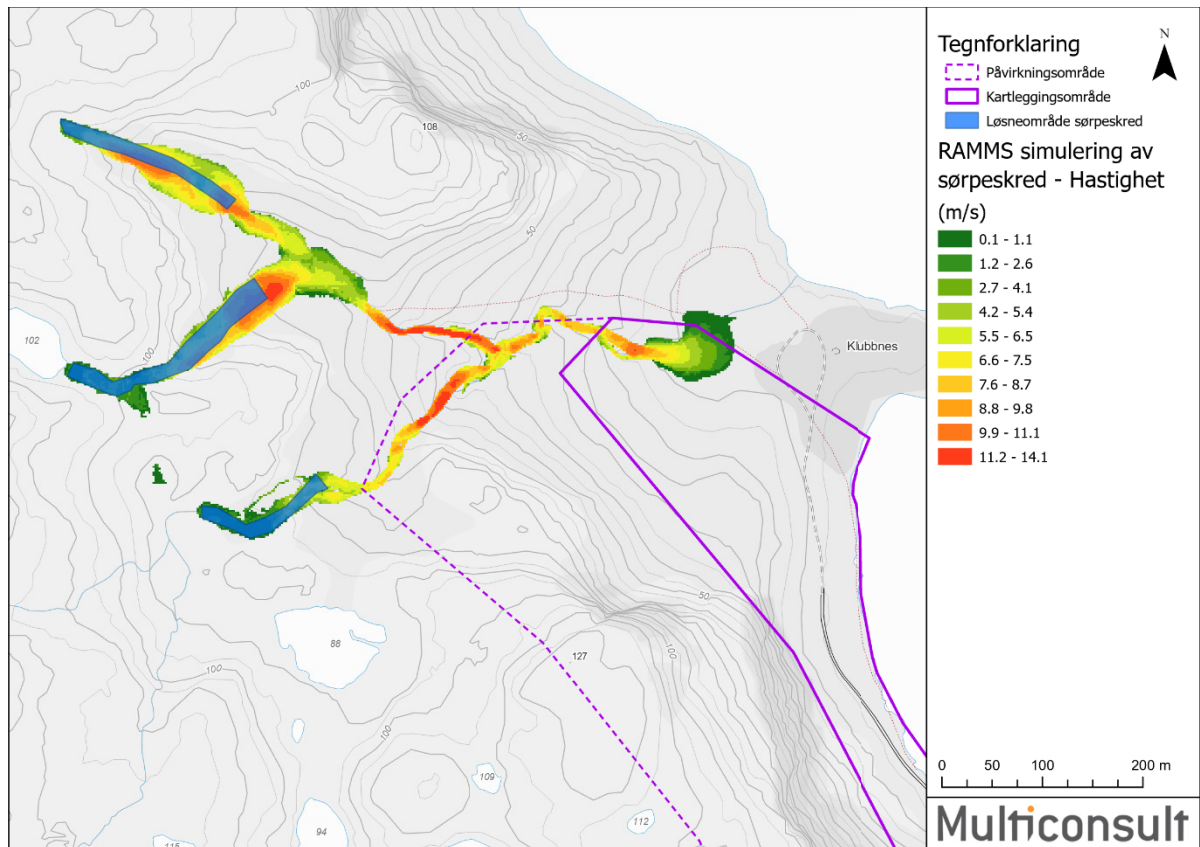 Tegnforklaring
N
Påvirkningsområde
Kartleggingsområde
Løsneområde sørpeskred
RAMMS simulering av
sørpeskred - Hastighet
(m/s)
0.1 - 1.1
1.2 - 2.6
2.7 - 4.1
4.2 - 5.4
5.5 - 6.5
6.6 - 7.5
7.6 - 8.7
8.8 - 9.8
9.9 - 11.1
11.2 - 14.1
100
108
50
50
102
100
Klubbnes
88
100
50
127
100
100
109
94
112
115
0 50 100 200 m
Multiconsult